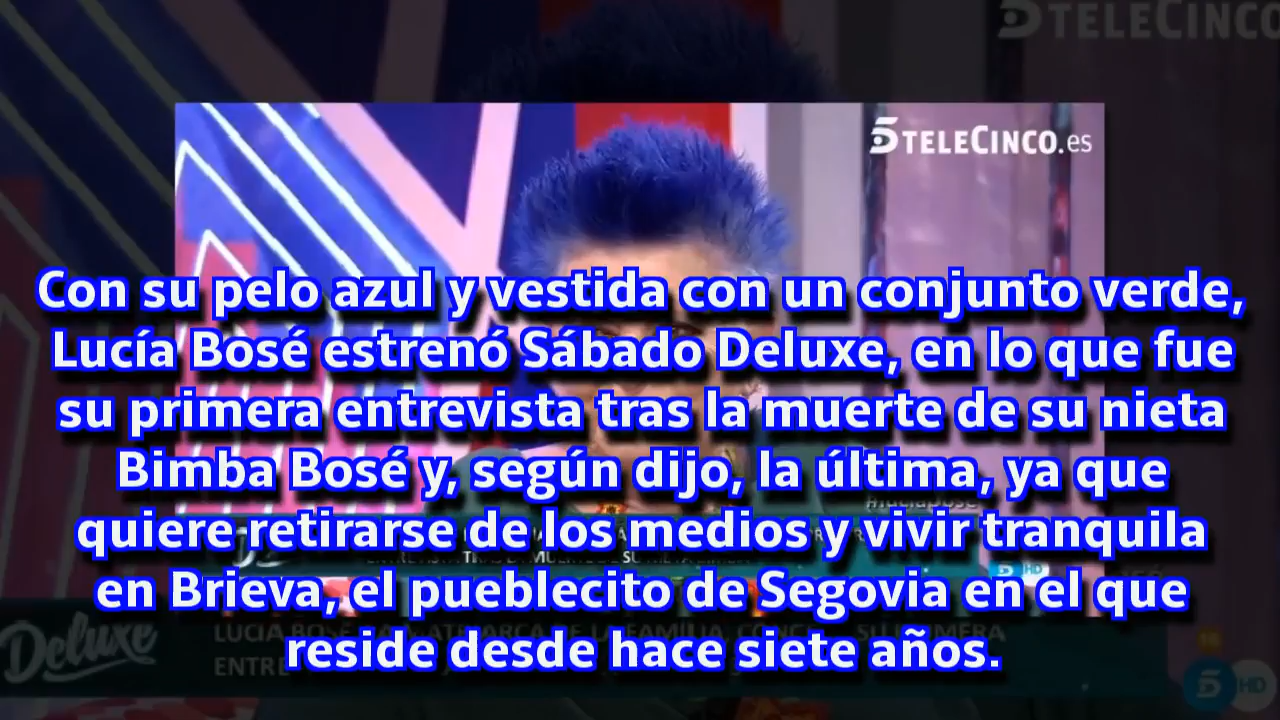 TELECINCO
TELECINCO.es
Con su pelo azul y vestida con un conjunto verde,
Lucía Bosé estrenó Sábado Deluxe, en lo que fue
su primera entrevista tras la muerte de su nieta
Bimba Bosé y, según dijo, la última, ya que
quiere retirarse de los medios y vivir tranquila
en Brieva, el pueblecito de Segovia en el que
reside desde hace siete años.
Deluxe
HD